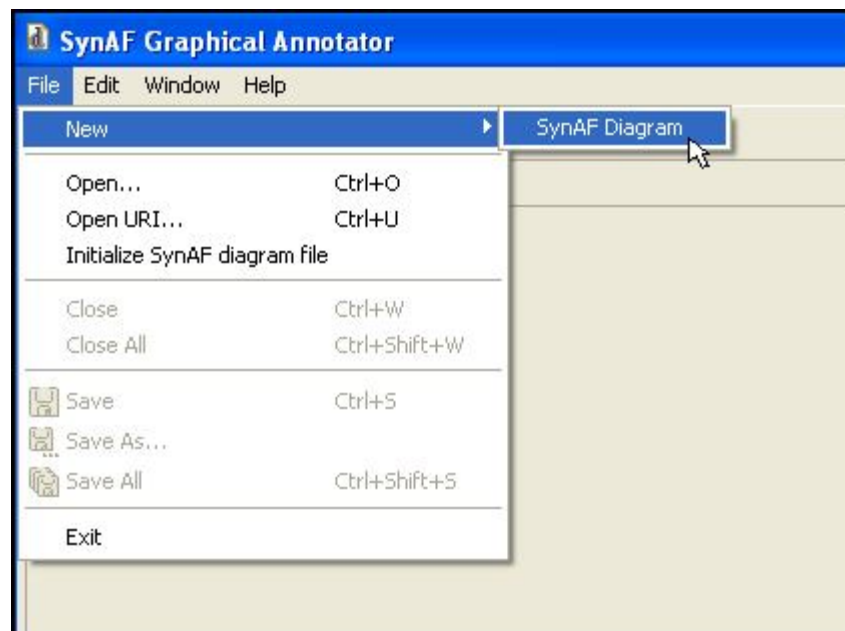 SynAF Graphical Annotator
File Edit Window Help
New SynAF Diagram
Open... Ctrl+O
Open URI... Ctrl+U
Initialize SynAF diagram file
Close Ctrl+W
Close All Ctrl+Shift+W
Save Ctrl+S
Save As...
Save All Ctrl+Shift+S
Exit